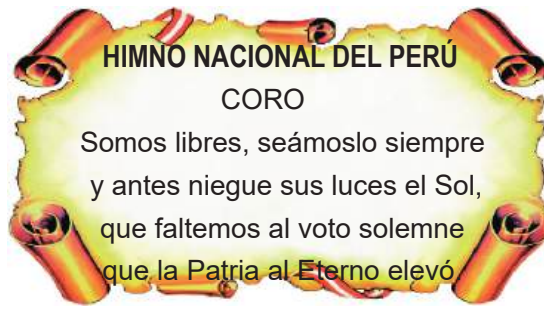 HIMNO NACIONAL DEL PERÚ
CORO
Somos libres, seámoslo siempre
y antes niegue sus luces el Sol,
que faltemos al voto solemne
que la Patria al Eterno elevó